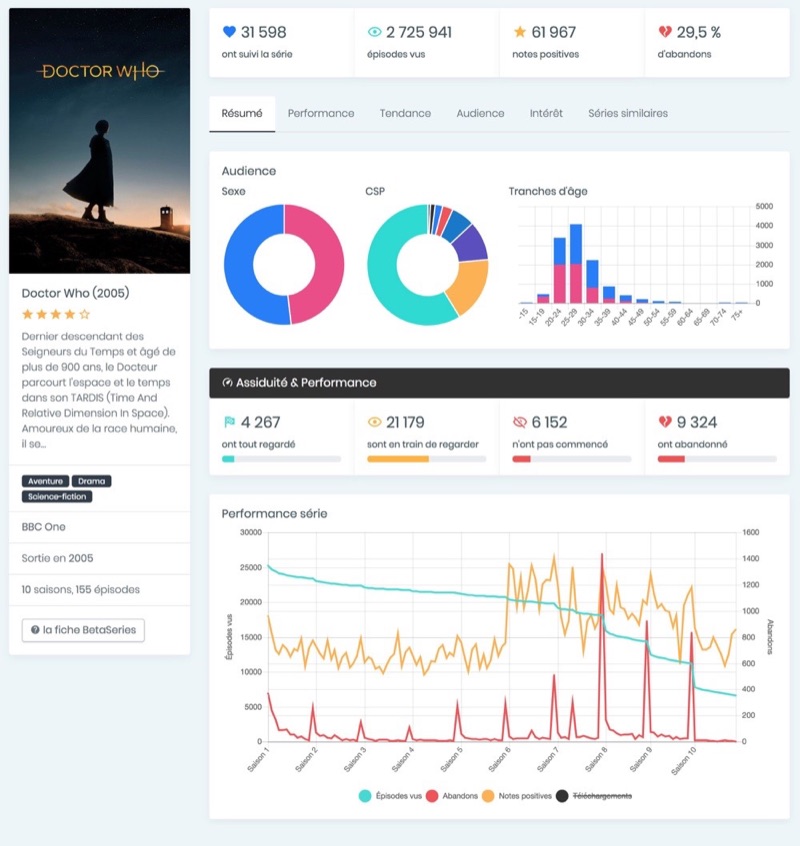 DOCTOR WHO
Doctor Who (2005)
Dernier descendant des
Seigneurs du Temps et âgé de
plus de 900 ans, le Docteur
parcourt l'espace et le temps
dans son TARDIS (Time And
Relative Dimension In Space).
Amoureux de la race humaine,
il se...
Aventure Drama
Science-fiction
BBC One
Sortie en 2005
10 saisons, 155 épisodes
la fiche BetaSeries
31 598
ont suivi la série
2 725 941
épisodes vus
61 967
notes positives
29,5 %
d'abandons
Résumé Performance Tendance Audience Intérêt Séries similaires
Audience
Sexe
CSP
Tranches d'âge
5000
4000
3000
2000
1000
0
-15 15-19 20-24 25-29 30-34 35-39 40-44 45-49 50-54 55-59 60-64 65-69 70-74 75+
Assiduité & Performance
4 267
ont tout regardé
21 179
sont en train de regarder
6 152
n'ont pas commencé
9 324
ont abandonné
Performance série
Épisodes vus
30000
25000
20000
15000
10000
5000
0
1600
1400
1200
1000
800
600
400
200
0
Abandons
Saison 1 Saison 2 Saison 3 Saison 4 Saison 5 Saison 6 Saison 7 Saison 8 Saison 9 Saison 10
Épisodes vus Abandons Notes positives Téléchargements